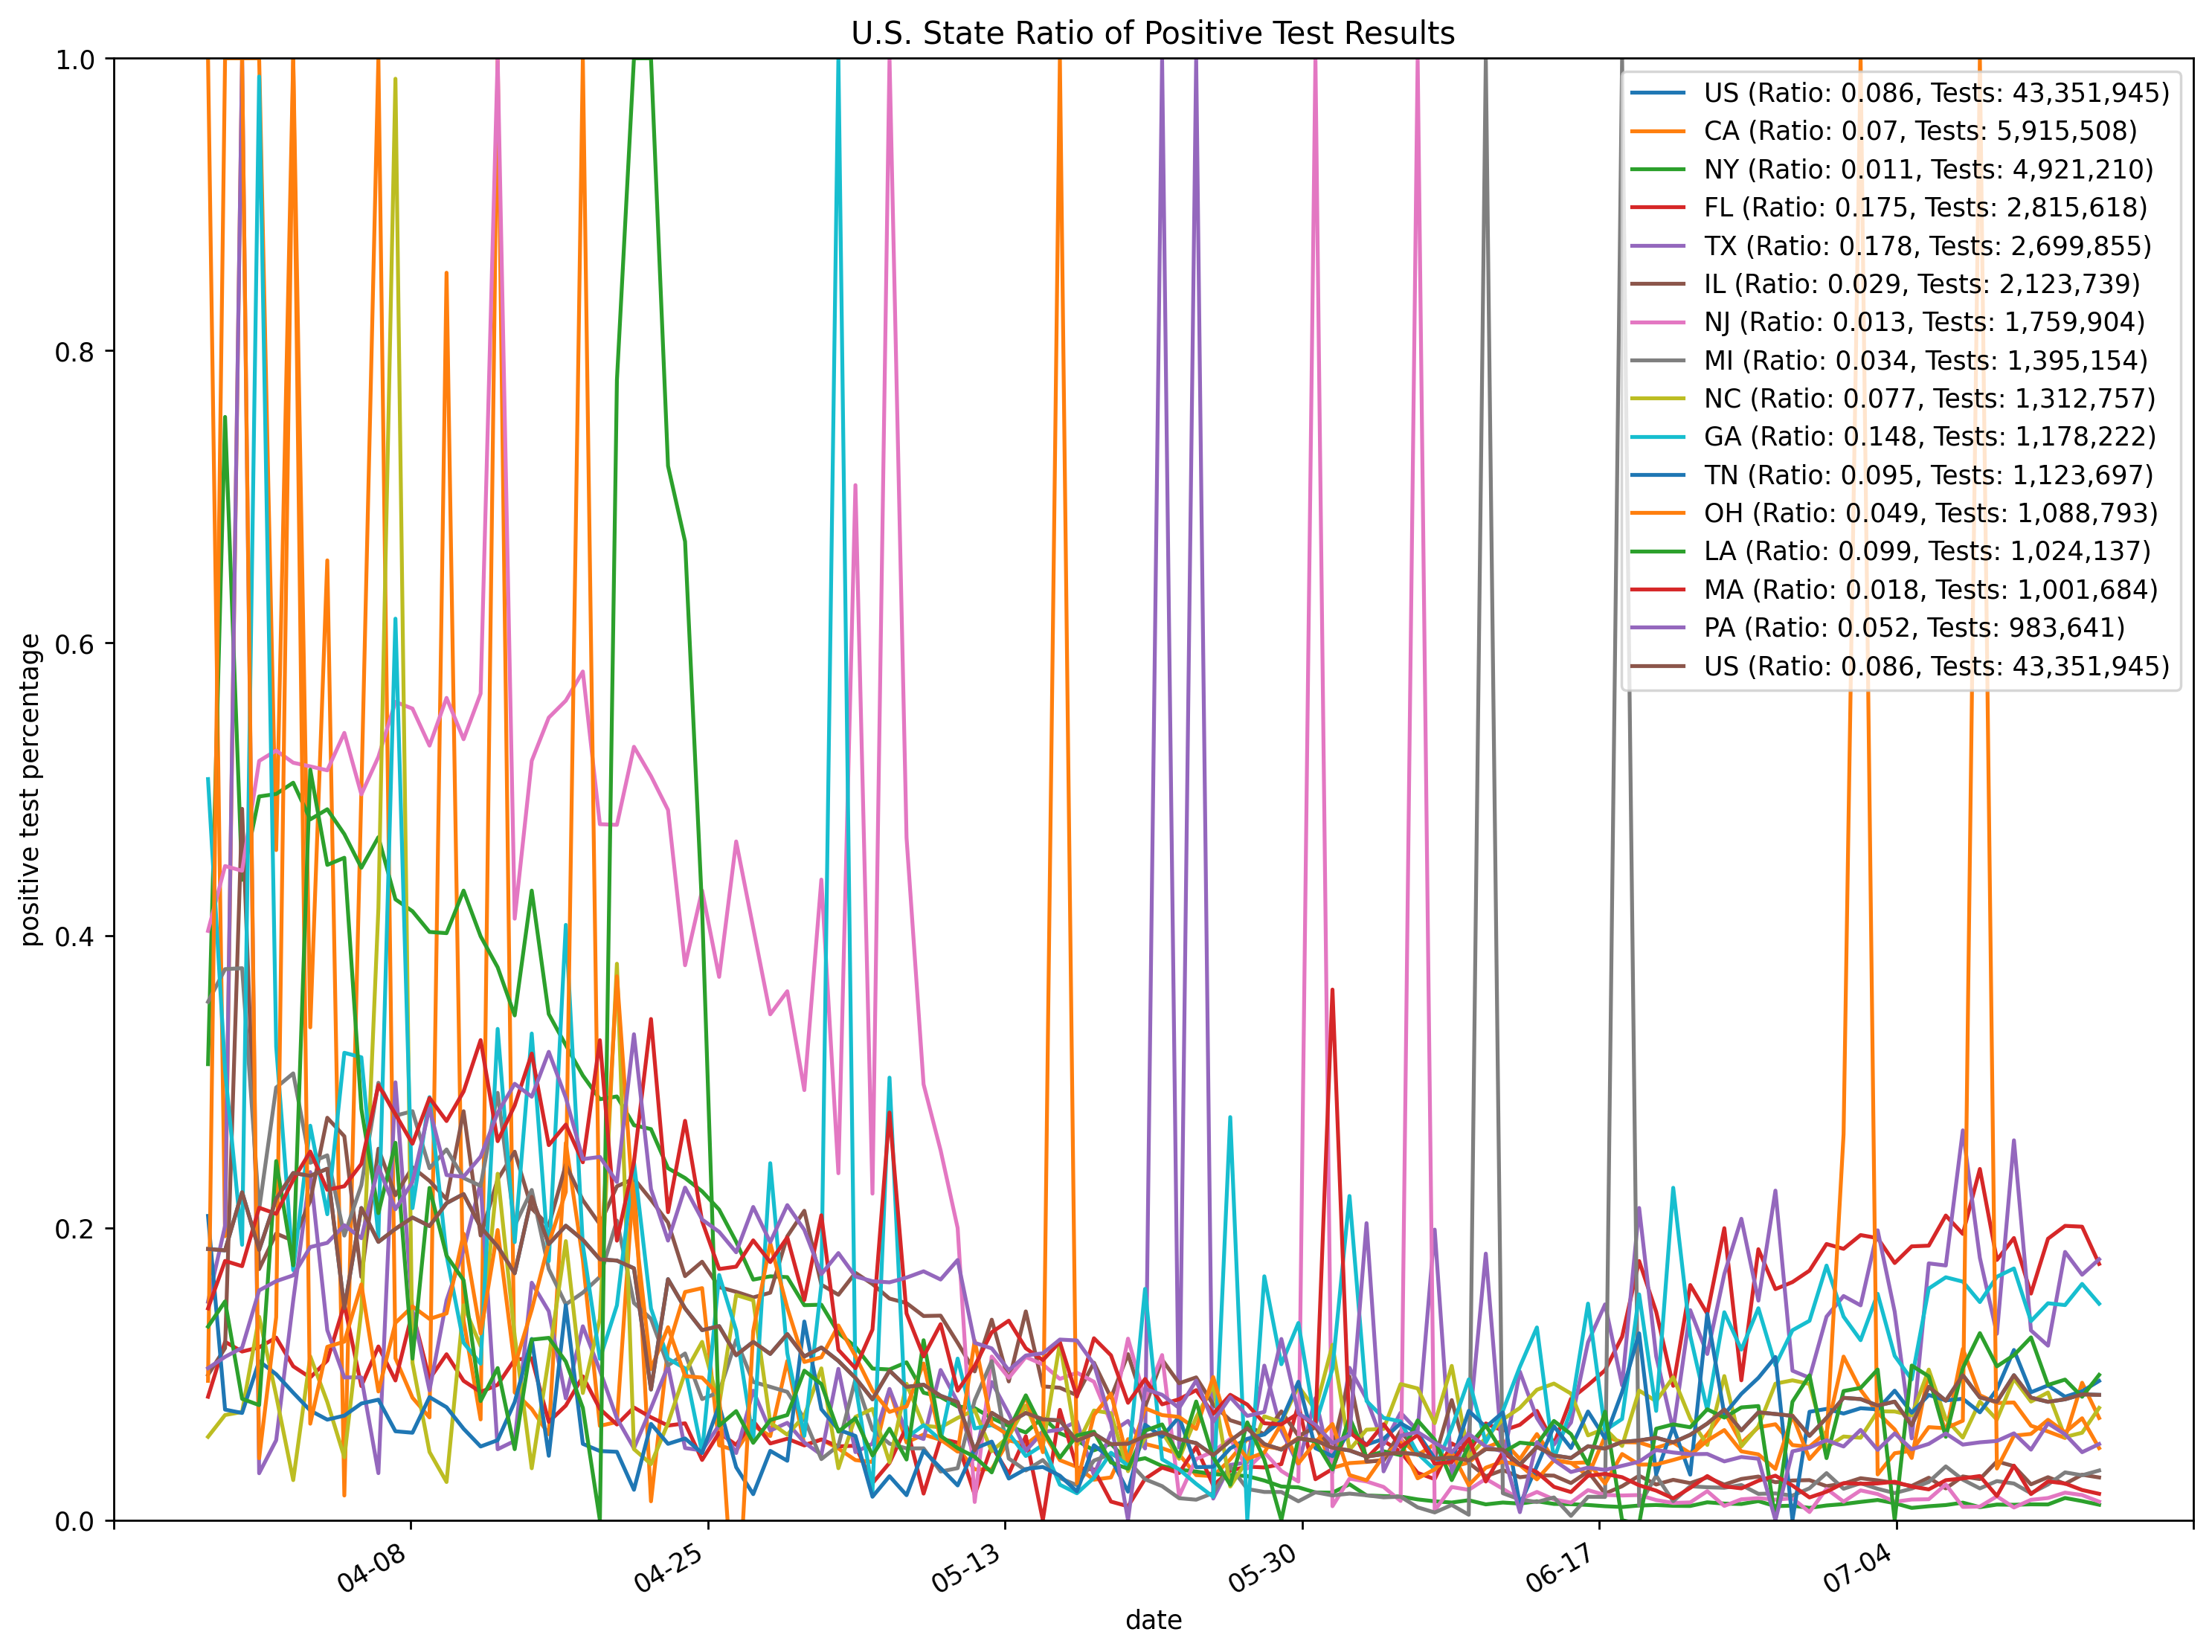 U.S. State Ratio of Positive Test Results
1.0
0.8
0.6
0.4
0.2
0.0
positive test percentage
US (Ratio: 0.086, Tests: 43,351,945)
CA (Ratio: 0.07, Tests: 5,915,508)
NY (Ratio: 0.011, Tests: 4,921,210)
FL (Ratio: 0.175, Tests: 2,815,618)
TX (Ratio: 0.178, Tests: 2,699,855)
IL (Ratio: 0.029, Tests: 2,123,739)
NJ (Ratio: 0.013, Tests: 1,759,904)
MI (Ratio: 0.034, Tests: 1,395,154)
NC (Ratio: 0.077, Tests: 1,312,757)
GA (Ratio: 0.148, Tests: 1,178,222)
TN (Ratio: 0.095, Tests: 1,123,697)
OH (Ratio: 0.049, Tests: 1,088,793)
LA (Ratio: 0.099, Tests: 1,024,137)
MA (Ratio: 0.018, Tests: 1,001,684)
PA (Ratio: 0.052, Tests: 983,641)
US (Ratio: 0.086, Tests: 43,351,945)
04-08
04-25
05-13
05-30
06-17
07-04
date